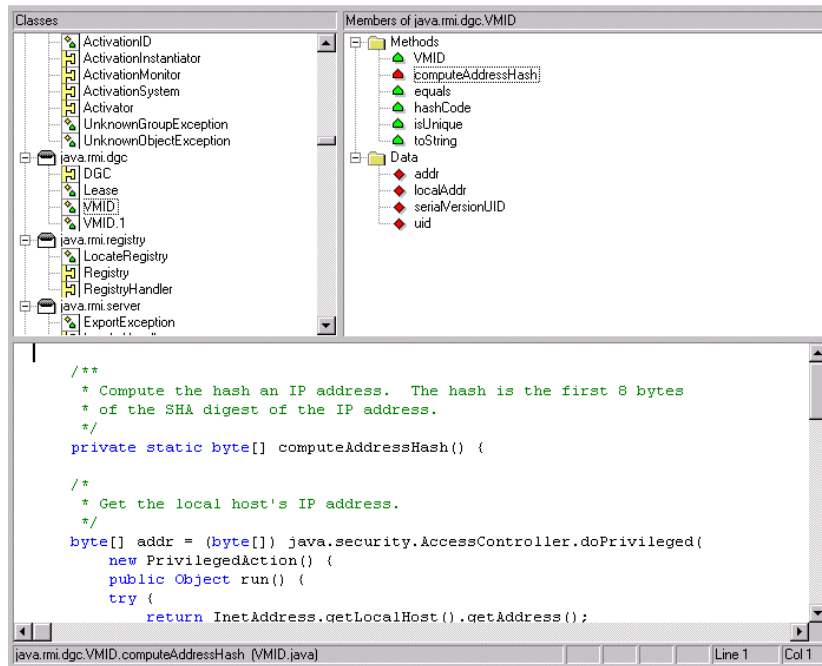 Classes
ActivationID
ActivationInstantiator
ActivationMonitor
ActivationSystem
Activator
UnknownGroupException
UnknownObjectException
java.rmi.dgc
DGC
Lease
VMID
VMID.1
java.rmi.registry
LocateRegistry
Registry
RegistryHandler
java.rmi.server
ExportException
Members of java.rmi.dgc.VMID
Methods
VMID
computeAddressHash
equals
hashCode
isUnique
toString
Data
addr
localAddr
serialVersionUID
uid
/**
* Compute the hash an IP address.  The hash is the first 8 bytes
* of the SHA digest of the IP address.
*/
private static byte[] computeAddressHash() {
/*
* Get the local host's IP address.
*/
byte[] addr = (byte[]) java.security.AccessController.doPrivileged(
new PrivilegedAction() {
public Object run() {
try {
return InetAddress.getLocalHost().getAddress();
java.rmi.dgc.VMID.computeAddressHash (VMID.java)
Line 1
Col 1